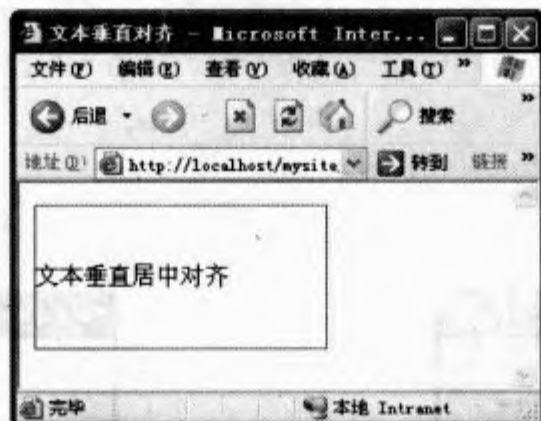 文本垂直对齐 - Microsoft Inter...
文件(F) 编辑(E) 查看(V) 收藏(A) 工具(T) »
后退 搜索 »
地址(D) http://localhost/mysite 转到 链接 »
文本垂直居中对齐
完毕 本地 Intranet